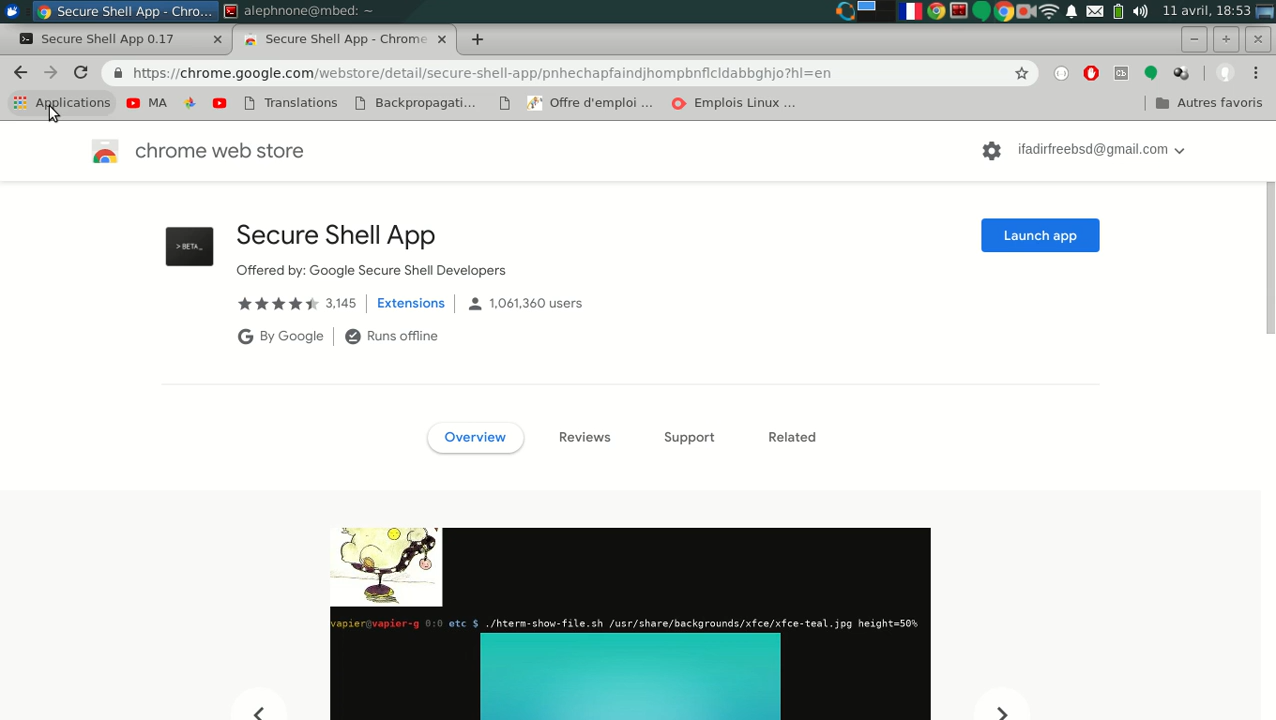 Secure Shell App - Chro... alephnone@mbed: ~ 11 avril, 18:53
Secure Shell App 0.17 Secure Shell App - Chrome
https://chrome.google.com/webstore/detail/secure-shell-app/pnhechapfaindjhompbnflcldabbghjo?hl=en
Applications MA Translations Backpropagati... Offre d'emploi ... Emplois Linux ... Autres favoris
chrome web store ifadirfreebsd@gmail.com
> BETA_
Secure Shell App Launch app
Offered by: Google Secure Shell Developers
3,145 Extensions 1,061,360 users
By Google Runs offline
Overview Reviews Support Related
vapier@vapier-g 0:0 etc $ ./hterm-show-file.sh /usr/share/backgrounds/xfce/xfce-teal.jpg height=50%